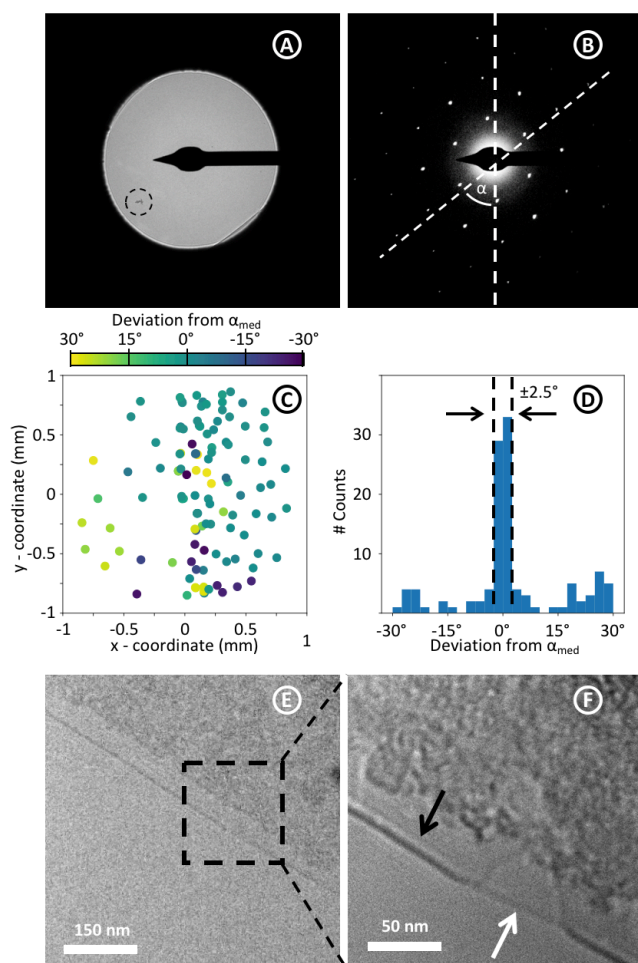 A
B
α
Deviation from αmed
30° 15° 0° -15° -30°
C
1
0.5
0
-0.5
-1
y - coordinate (mm)
-1 -0.5 0 0.5 1
x - coordinate (mm)
D
±2.5°
30
20
10
# Counts
-30° -15° 0° 15° 30°
Deviation from αmed
E
150 nm
F
50 nm